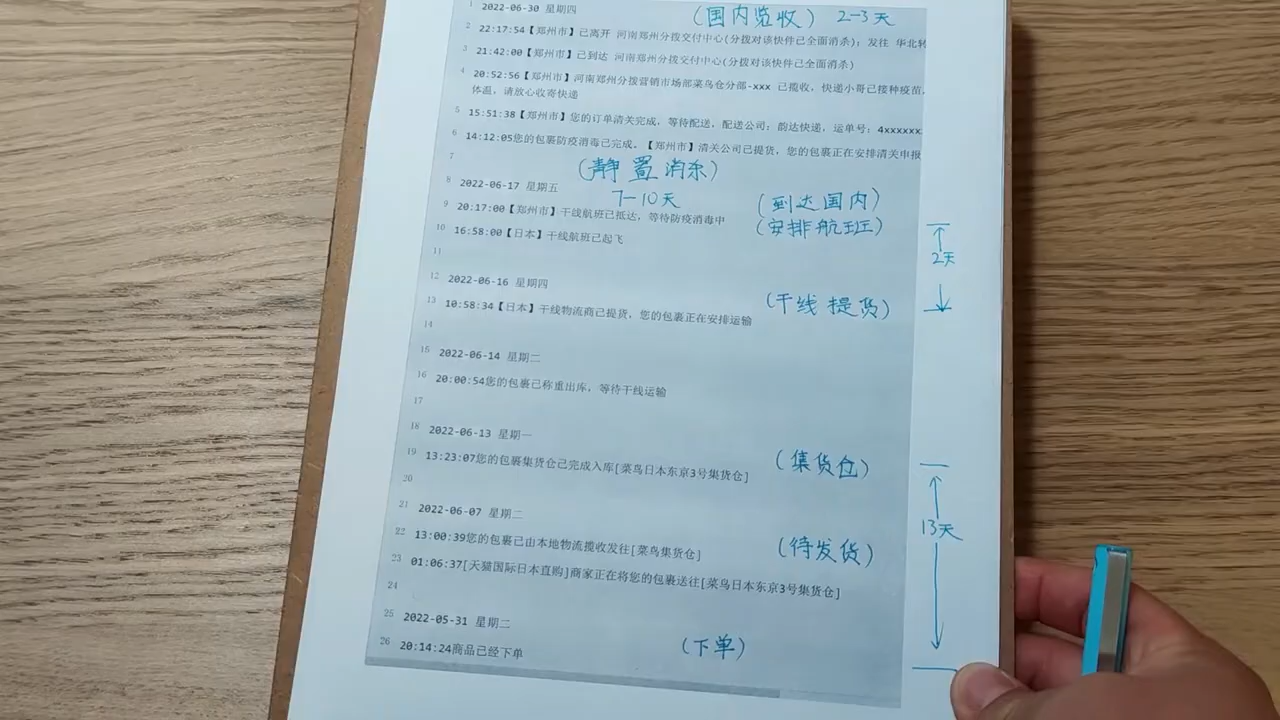 1 2022-06-30 星期四
(国内览收) 2-3天
2 22:17:54【郑州市】已离开 河南郑州分拨交付中心(分拨对该快件已全面消杀)；发往 华北转
3 21:42:00【郑州市】已到达 河南郑州分拨交付中心(分拨对该快件已全面消杀)
4 20:52:56【郑州市】河南郑州分拨营销市场部菜鸟仓分部-xxx 已揽收，快递小哥已接种疫苗，
体温，请放心收寄快递
5 15:51:38【郑州市】您的订单清关完成，等待配送，配送公司：韵达快递，运单号：4xxxxxxx
6 14:12:05您的包裹防疫消毒已完成。【郑州市】清关公司已提货，您的包裹正在安排清关申报
7
(静置消杀)
7-10天
8 2022-06-17 星期五
(到达国内)
9 20:17:00【郑州市】干线航班已抵达，等待防疫消毒中
(安排航班)
10 16:58:00【日本】干线航班已起飞
2天
11
12 2022-06-16 星期四
13 10:58:34【日本】干线物流商已提货，您的包裹正在安排运输
(干线提货)
14
15 2022-06-14 星期二
16 20:00:54您的包裹已称重出库，等待干线运输
17
18 2022-06-13 星期一
19 13:23:07您的包裹集货仓已完成入库[菜鸟日本东京3号集货仓]
(集货仓)
20
21 2022-06-07 星期二
13天
22 13:00:39您的包裹已由本地物流揽收发往[菜鸟集货仓]
(待发货)
23 01:06:37[天猫国际日本直购]商家正在将您的包裹送往[菜鸟日本东京3号集货仓]
24
25 2022-05-31 星期二
26 20:14:24商品已经下单
(下单)